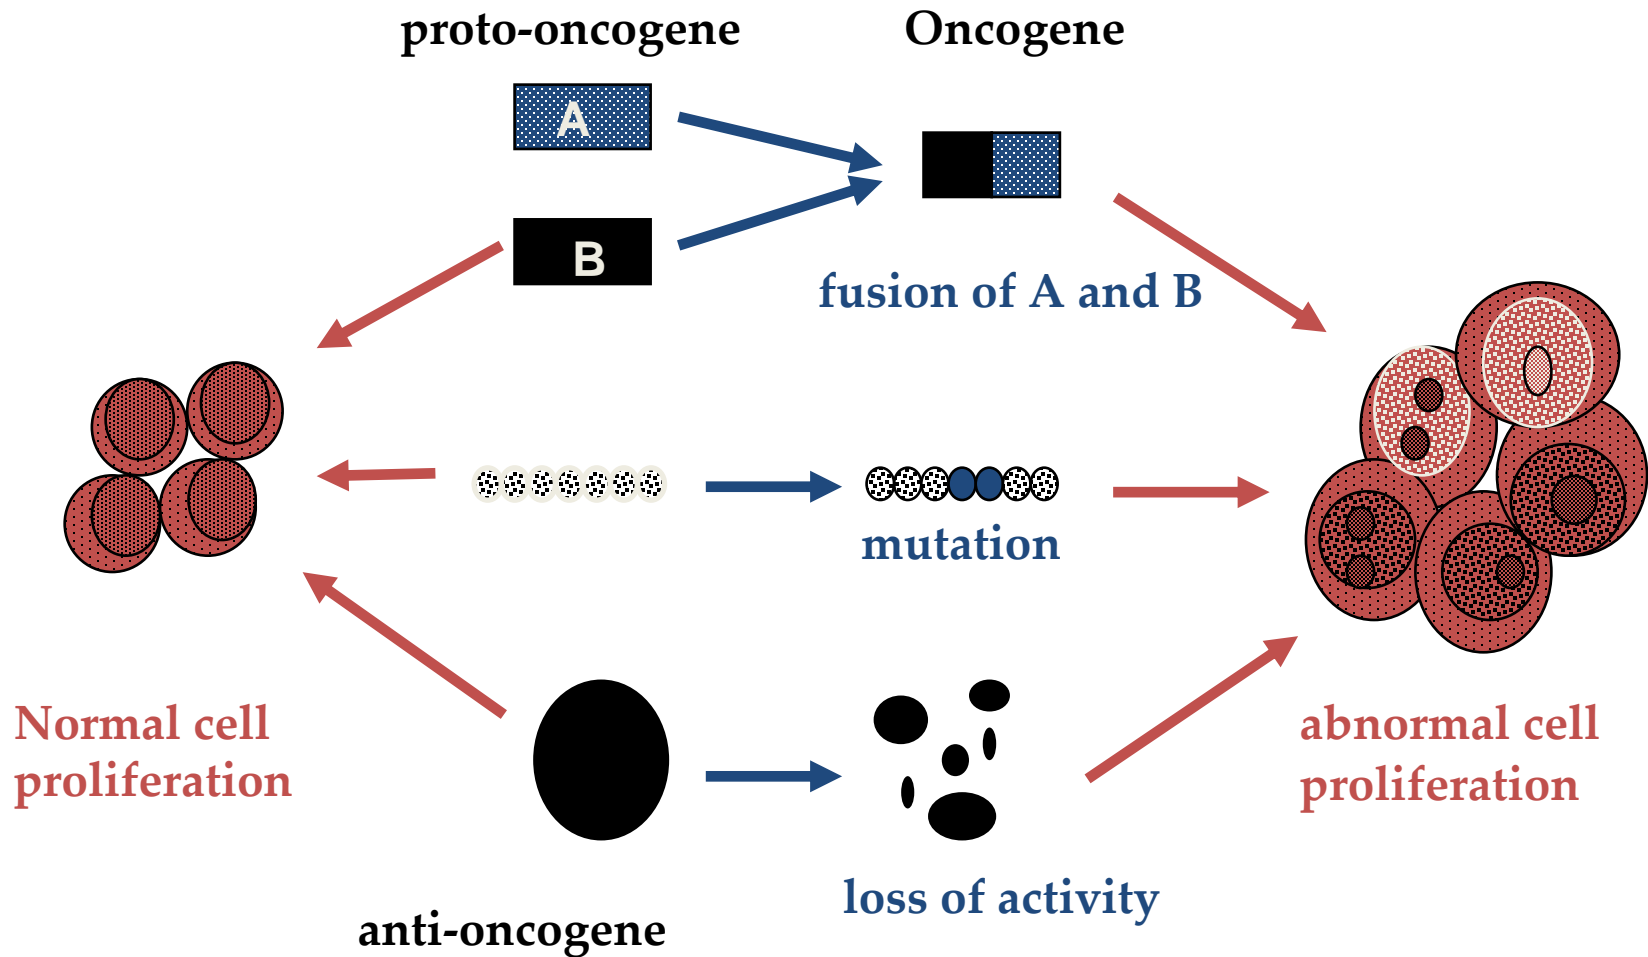 proto-oncogene
Oncogene
A
B
fusion of A and B
mutation
Normal cell
proliferation
abnormal cell
proliferation
loss of activity
anti-oncogene